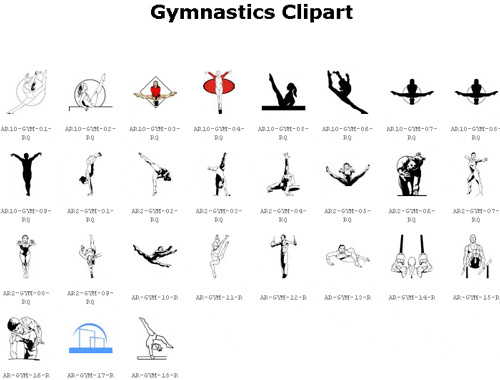 Gymnastics Clipart
AR10-GYM-01-
RQ
AR10-GYM-02-
RQ
AR10-GYM-03-
RQ
AR10-GYM-04-
RQ
AR10-GYM-05-
RQ
AR10-GYM-06-
RQ
AR10-GYM-07-
RQ
AR10-GYM-08-
RQ
AR10-GYM-09-
RQ
AR2-GYM-01-
RQ
AR2-GYM-02-
RQ
AR2-GYM-03-
RQ
AR2-GYM-04-
RQ
AR2-GYM-05-
RQ
AR2-GYM-06-
RQ
AR2-GYM-07-
RQ
AR2-GYM-08-
RQ
AR2-GYM-09-
RQ
AR-GYM-10-R
AR-GYM-11-R
AR-GYM-12-R
AR-GYM-13-R
AR-GYM-14-R
AR-GYM-15-R
AR-GYM-16-R
AR-GYM-17-R
AR-GYM-18-R